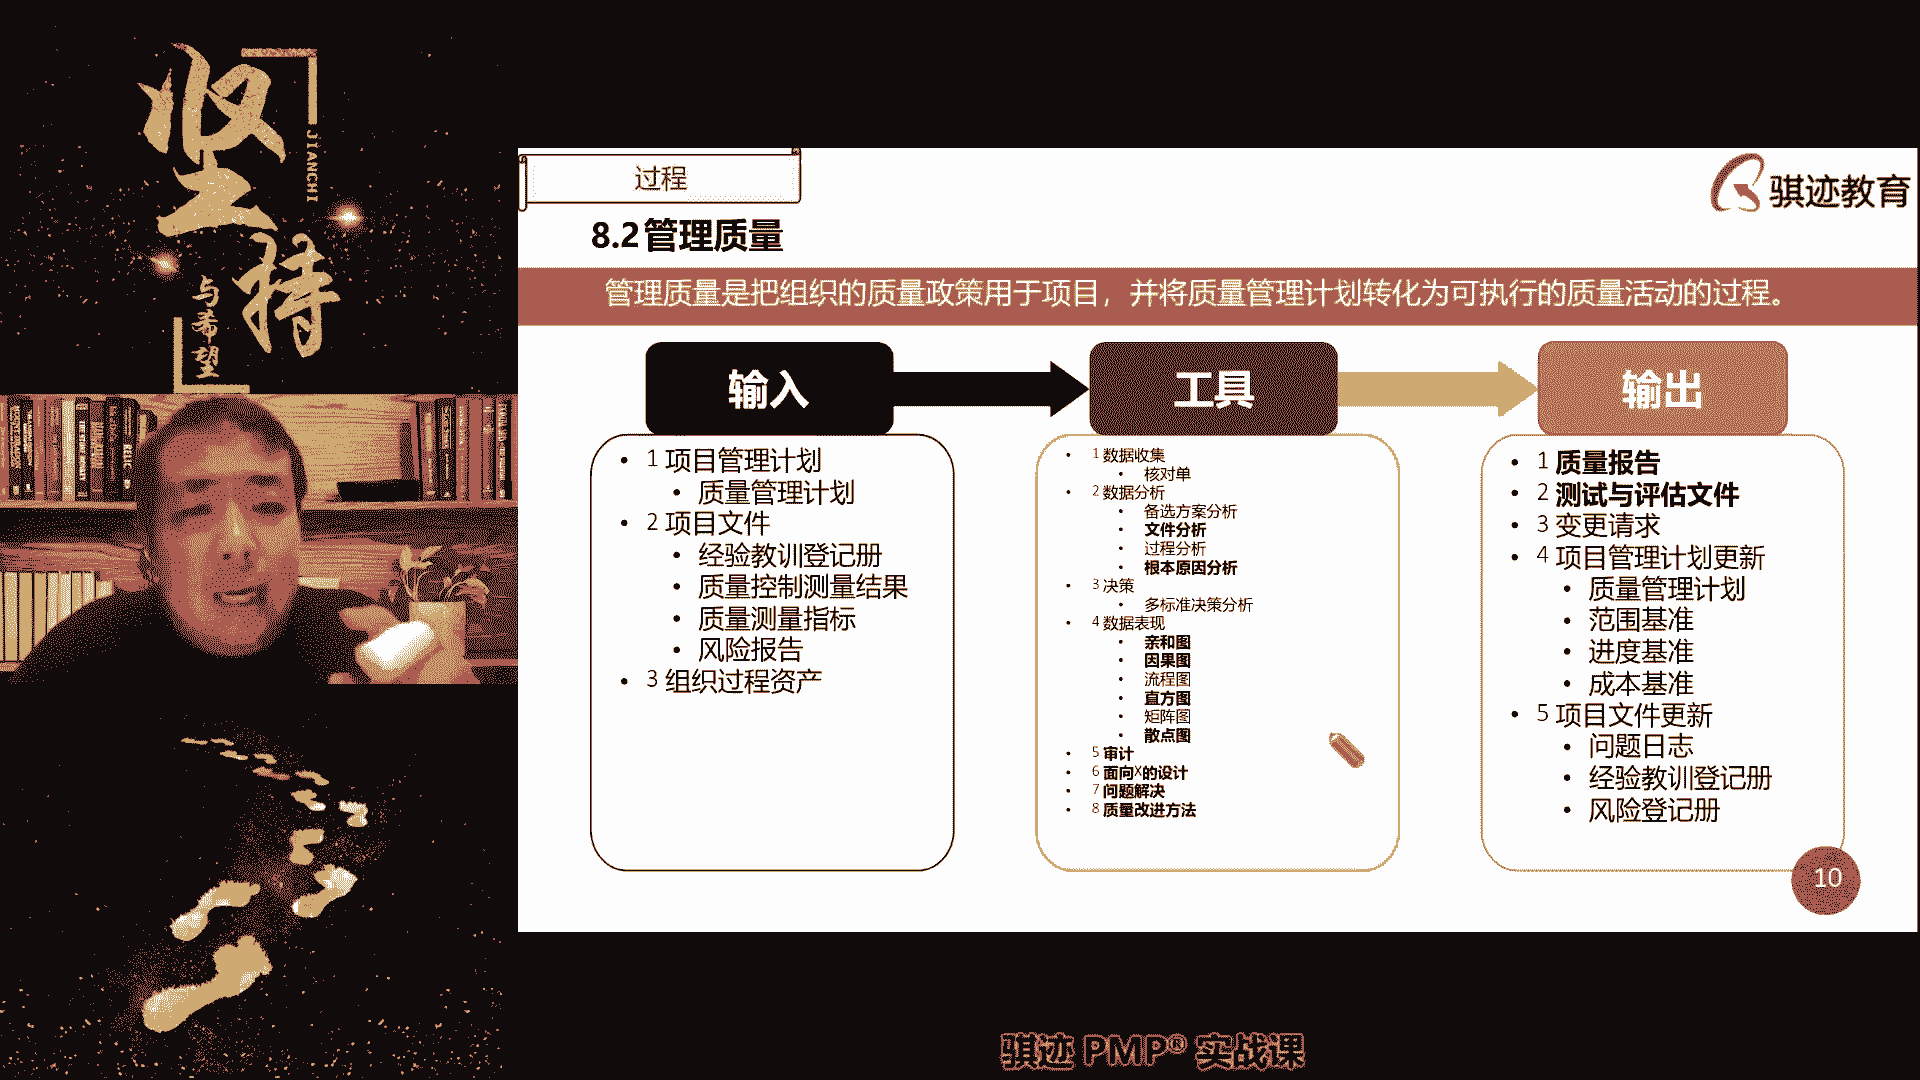 坚持
JIANCHI
与希望
过程
骐迹教育
8.2管理质量
管理质量是把组织的质量政策用于项目，并将质量管理计划转化为可执行的质量活动的过程。
输入
• 1 项目管理计划
• 质量管理计划
• 2 项目文件
• 经验教训登记册
• 质量控制测量结果
• 质量测量指标
• 风险报告
• 3 组织过程资产
工具
• 1 数据收集
• 核对单
• 2 数据分析
• 备选方案分析
• 文件分析
• 过程分析
• 根本原因分析
• 3 决策
• 多标准决策分析
• 4 数据表现
• 亲和图
• 因果图
• 流程图
• 直方图
• 矩阵图
• 散点图
• 5 审计
• 6 面向X的设计
• 7 问题解决
• 8 质量改进方法
输出
• 1 质量报告
• 2 测试与评估文件
• 3 变更请求
• 4 项目管理计划更新
• 质量管理计划
• 范围基准
• 进度基准
• 成本基准
• 5 项目文件更新
• 问题日志
• 经验教训登记册
• 风险登记册
10
骐迹 PMP® 实战课